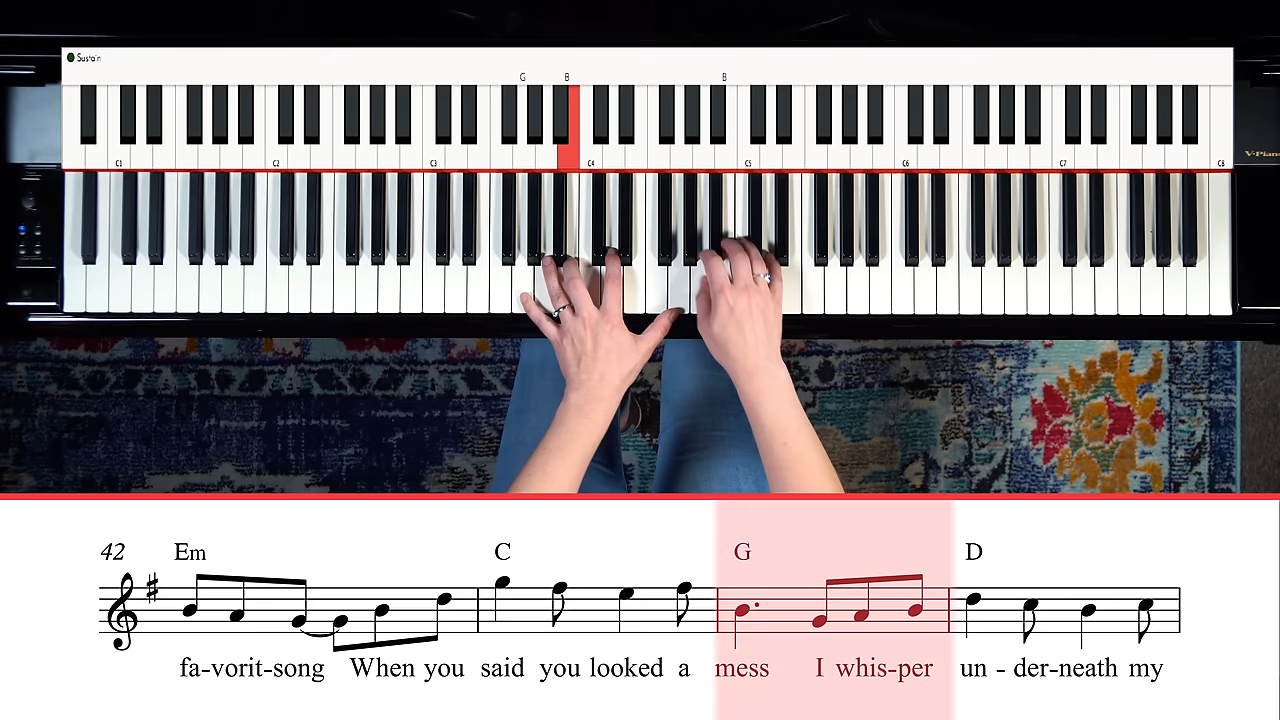 Sustain
G B B
C1 C2 C3 C4 C5 C6 C7 C8
V-Piano
42 Em C G D
fa-vorit-song When you said you looked a mess I whis-per un - der-neath my